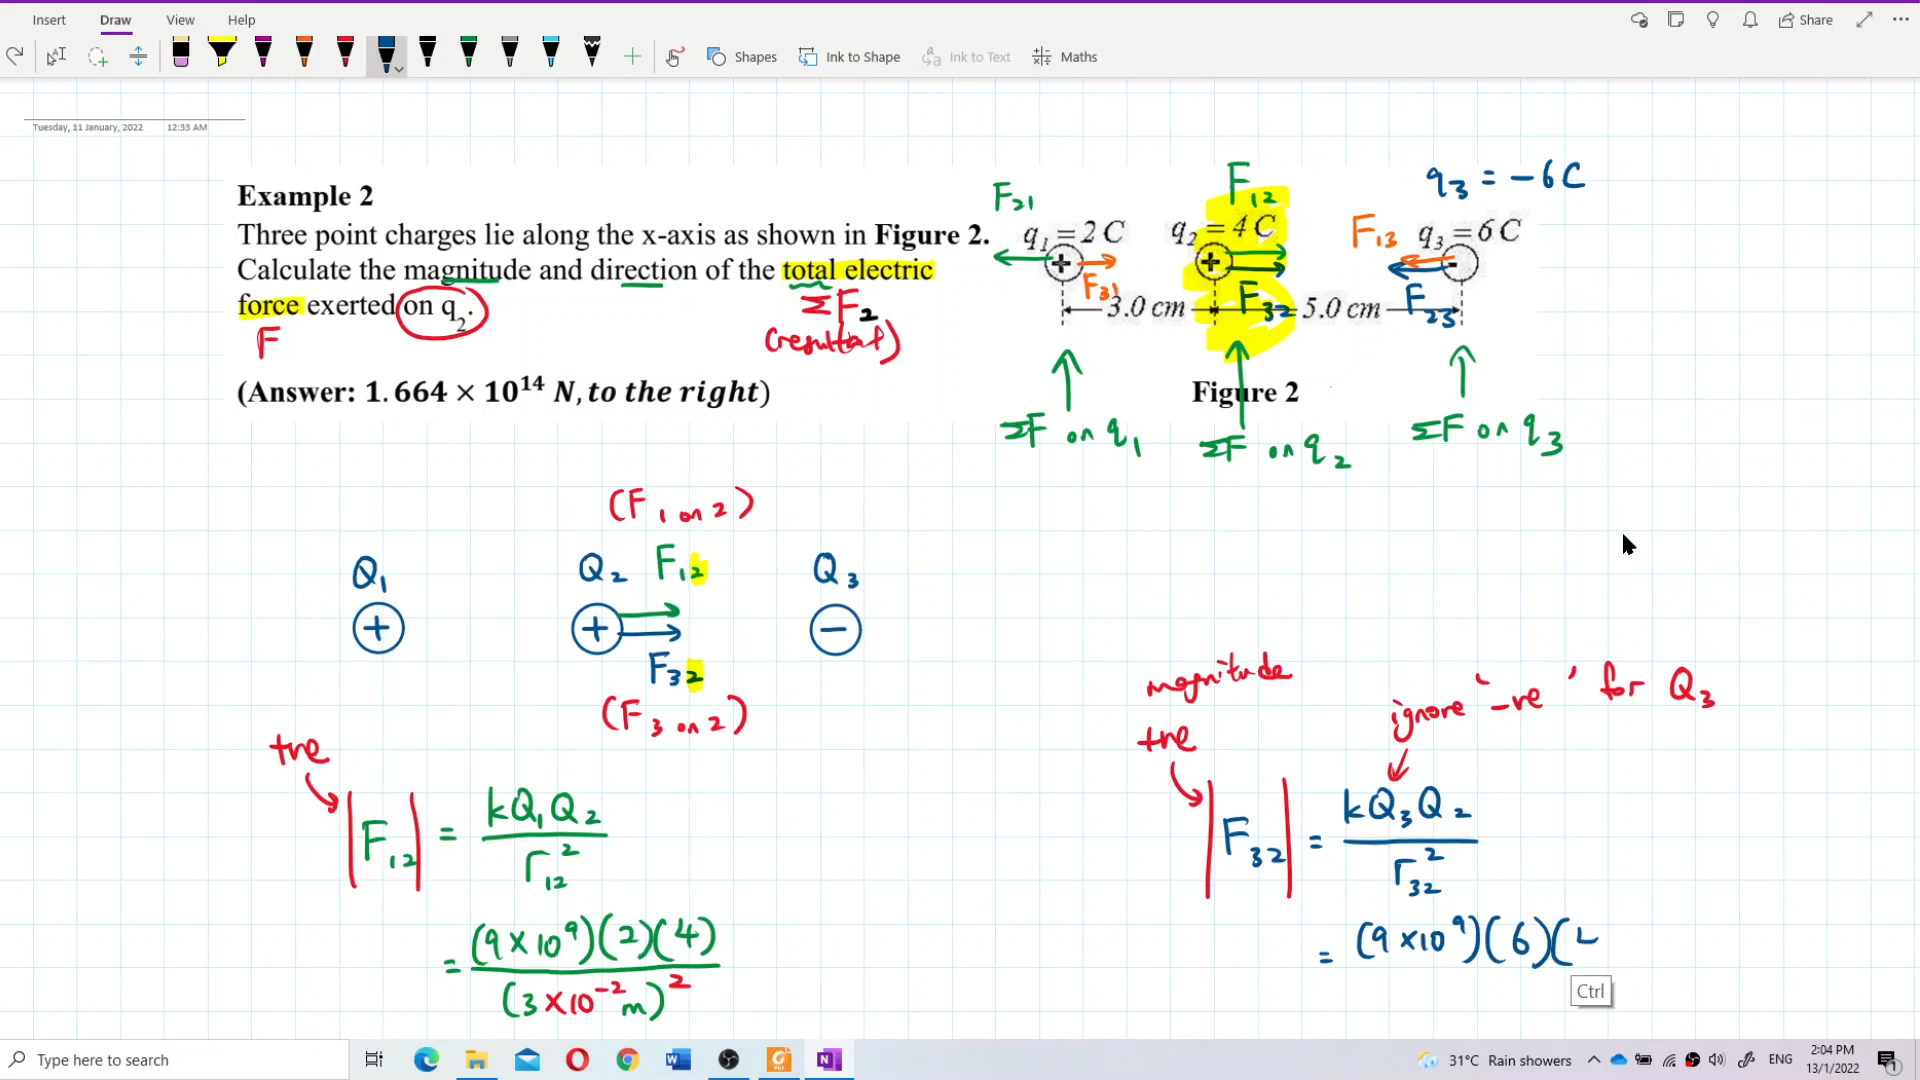 Insert Draw View Help
Share
Shapes Ink to Shape Ink to Text Maths
Tuesday, 11 January, 2022 12:33 AM
Example 2
Three point charges lie along the x-axis as shown in Figure 2.
Calculate the magnitude and direction of the total electric
force exerted on q₂.
F
ΣF₂
(resultant)
(Answer: 1.664 × 10¹⁴ N, to the right)
q₃ = -6C
F₂₁ F₁₂ F₁₃
q₁ = 2 C q₂ = 4 C q₃ = 6 C
+ + -
F₃₁ F₃₂ F₂₃
3.0 cm 5.0 cm
Figure 2
ΣF on q₁ ΣF on q₂ ΣF on q₃
(F 1 on 2)
Q₁ Q₂ F₁₂ Q₃
+ + −
F₃₂
(F 3 on 2)
+ve
|F₁₂| = kQ₁Q₂ / r₁₂²
= (9 × 10⁹)(2)(4) / (3 × 10⁻² m)²
magnitude
+ve
ignore '-ve' for Q₃
|F₃₂| = kQ₃Q₂ / r₃₂²
= (9 × 10⁹)(6)(
Ctrl
Type here to search
31°C Rain showers
ENG
2:04 PM
13/1/2022
1